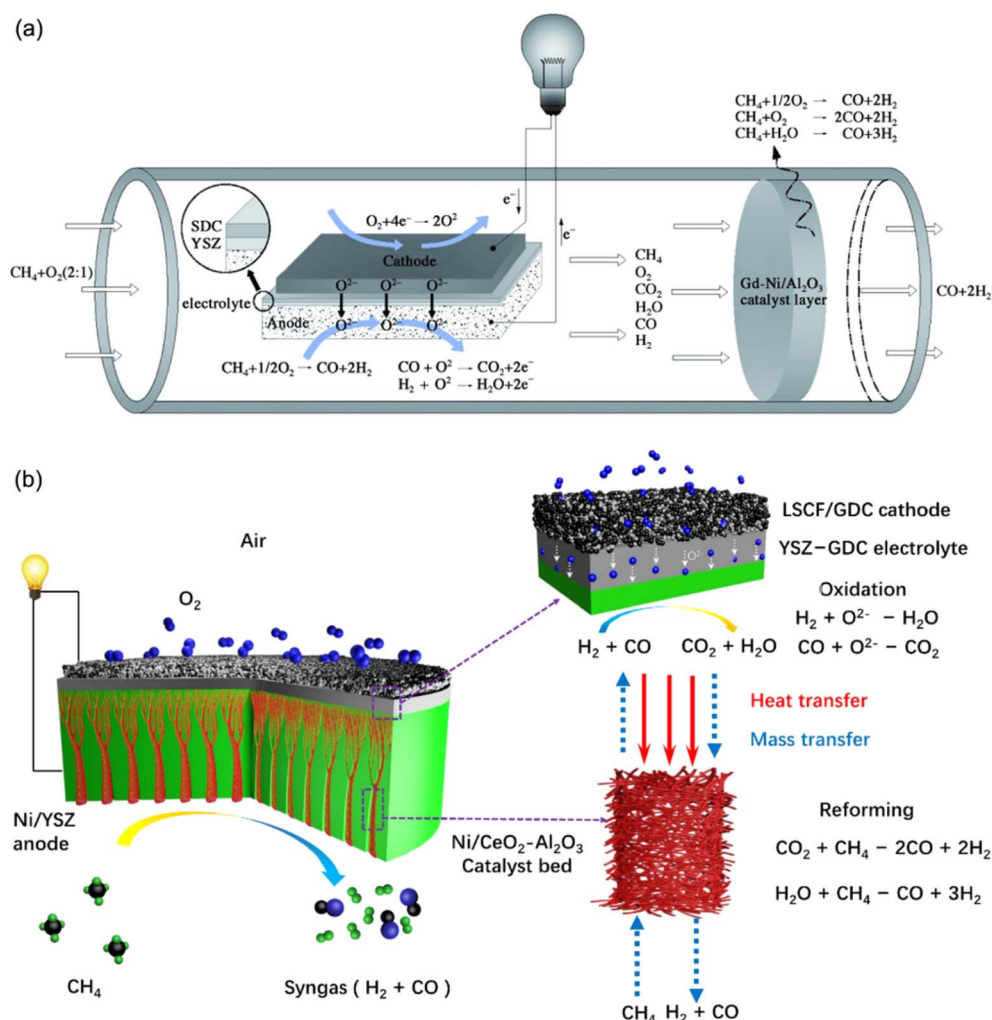 (a)
CH₄+1/2O₂ → CO+2H₂
CH₄+O₂ → 2CO+2H₂
CH₄+H₂O → CO+3H₂
e⁻
O₂+4e⁻ → 2O²
e⁻
SDC
YSZ
Cathode
CH₄+O₂(2:1)
electrolyte
O²⁻ O²⁻ O²⁻
Anode
O²⁻ O²⁻ O²⁻
CH₄+1/2O₂ → CO+2H₂
CO + O² → CO₂+2e⁻
H₂ + O² → H₂O+2e⁻
CH₄
O₂
CO₂
H₂O
CO
H₂
Gd-Ni/Al₂O₃
catalyst layer
CO+2H₂
(b)
Air
O₂
Ni/YSZ
anode
CH₄
Syngas ( H₂ + CO )
Ni/CeO₂-Al₂O₃
Catalyst bed
LSCF/GDC cathode
YSZ–GDC electrolyte
O²⁻
Oxidation
H₂ + O²⁻ – H₂O
CO + O²⁻ – CO₂
H₂ + CO
CO₂ + H₂O
Heat transfer
Mass transfer
Reforming
CO₂ + CH₄ – 2CO + 2H₂
H₂O + CH₄ – CO + 3H₂
CH₄ H₂ + CO